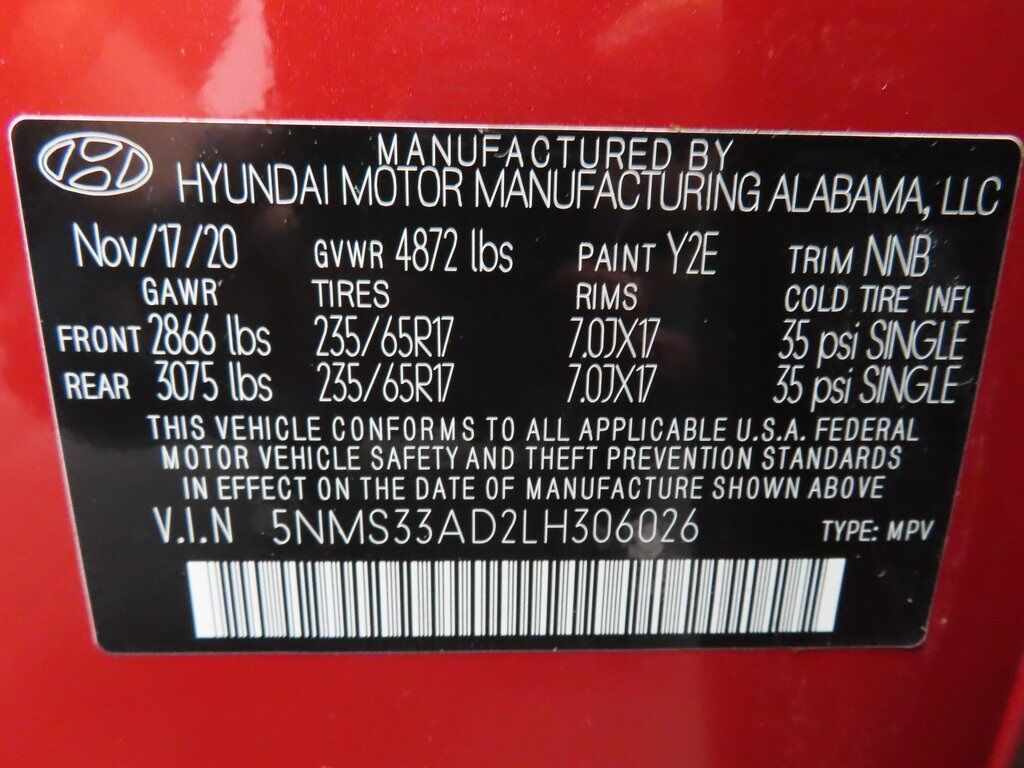 MANUFACTURED BY
HYUNDAI MOTOR MANUFACTURING ALABAMA, LLC
Nov/17/20 GVWR 4872 lbs PAINT Y2E TRIM NNB
GAWR TIRES RIMS COLD TIRE INFL
FRONT 2866 lbs 235/65R17 7.0JX17 35 psi SINGLE
REAR 3075 lbs 235/65R17 7.0JX17 35 psi SINGLE
THIS VEHICLE CONFORMS TO ALL APPLICABLE U.S.A. FEDERAL
MOTOR VEHICLE SAFETY AND THEFT PREVENTION STANDARDS
IN EFFECT ON THE DATE OF MANUFACTURE SHOWN ABOVE
V.I.N 5NMS33AD2LH306026 TYPE: MPV